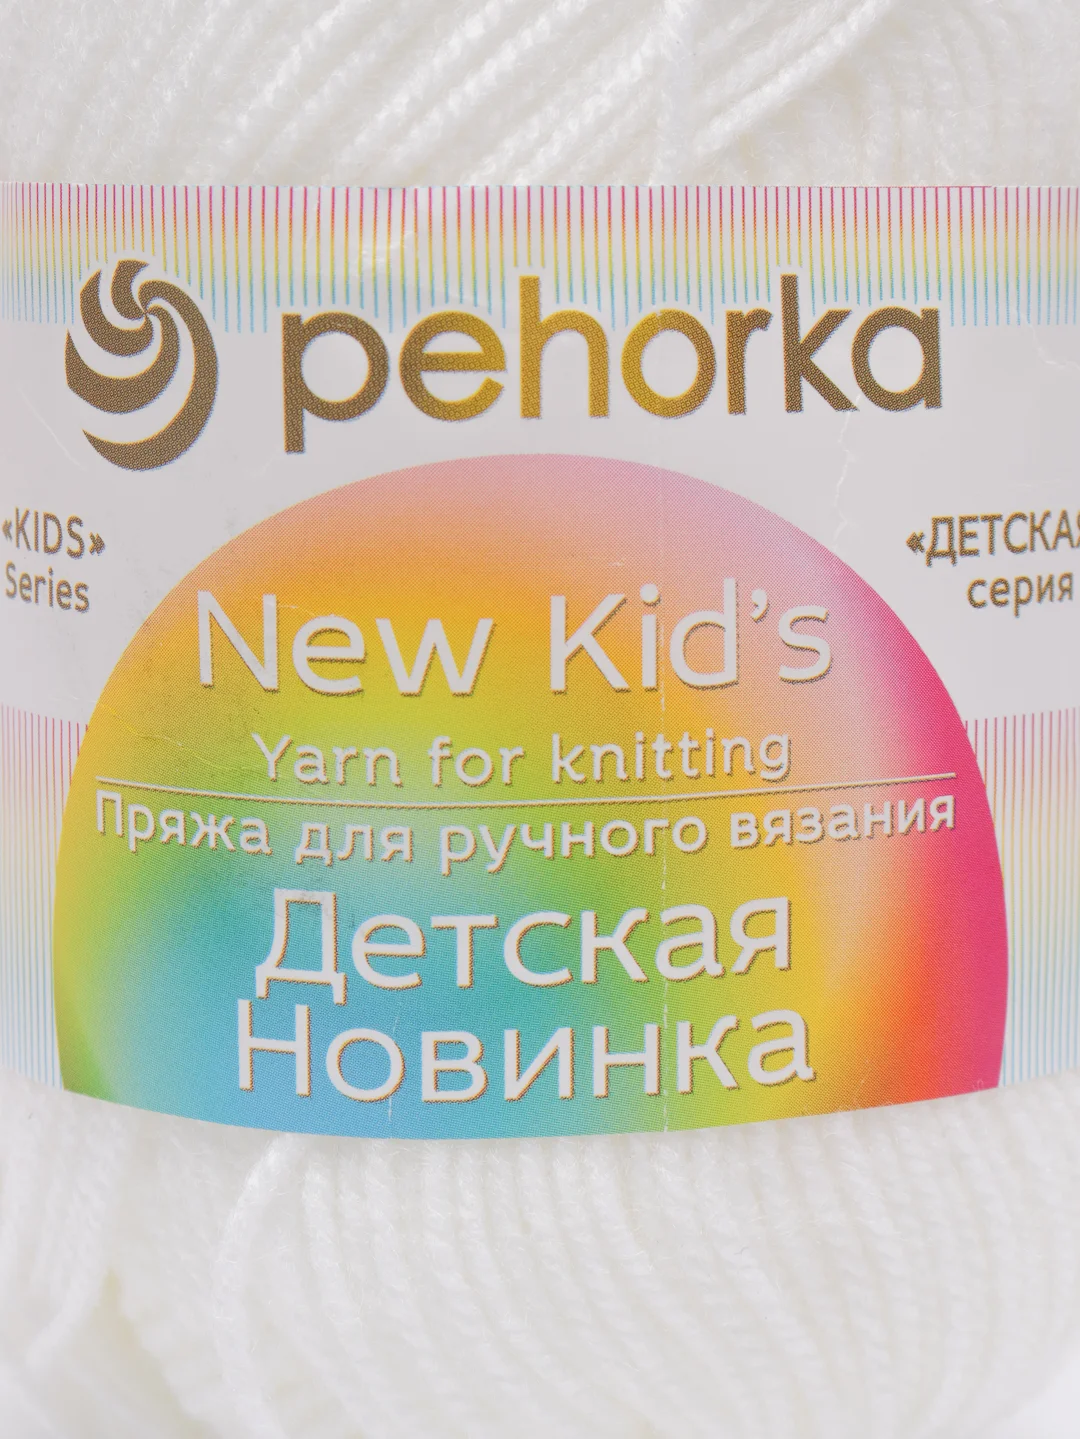 pehorka
«KIDS»
Series
«ДЕТСКАЯ
серия
New Kid's
Yarn for knitting
Пряжа для ручного вязания
Детская
Новинка